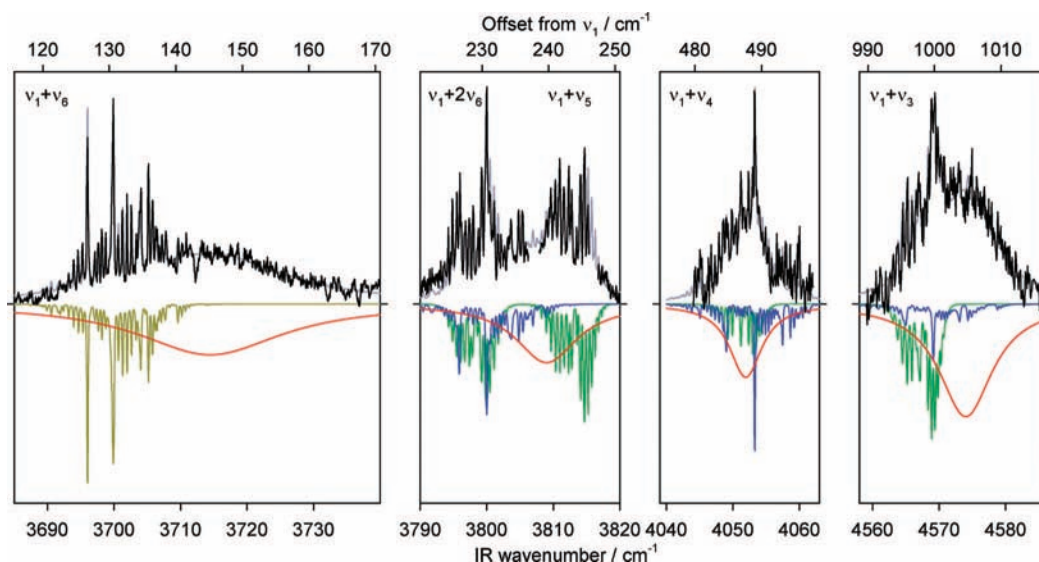 Offset from ν₁ / cm⁻¹
120 130 140 150 160 170 230 240 250 480 490 990 1000 1010
ν₁+ν₆ ν₁+2ν₆ ν₁+ν₅ ν₁+ν₄ ν₁+ν₃
3690 3700 3710 3720 3730 3790 3800 3810 3820 4040 4050 4060 4560 4570 4580
IR wavenumber / cm⁻¹